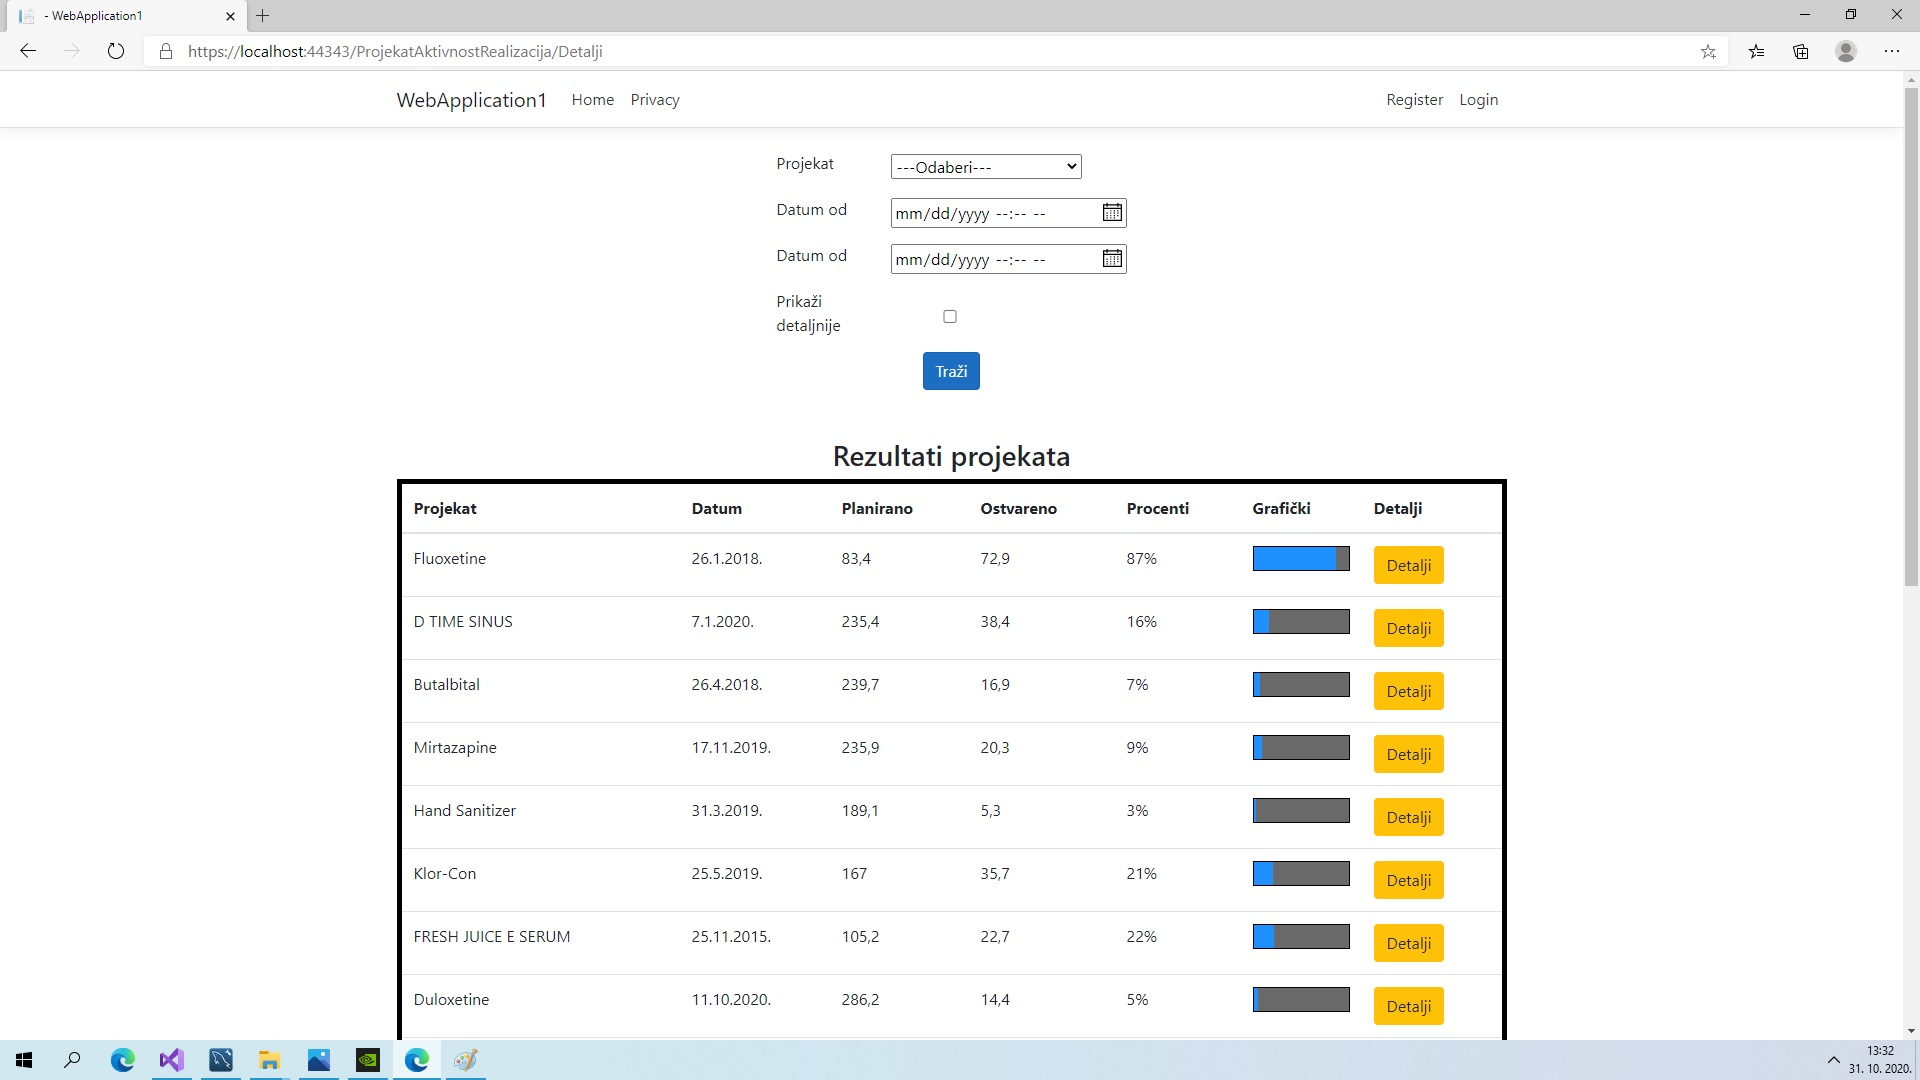 - WebApplication1
https://localhost:44343/ProjekatAktivnostRealizacija/Detalji
WebApplication1 Home Privacy Register Login
Projekat ---Odaberi---
Datum od mm/dd/yyyy --:-- --
Datum od mm/dd/yyyy --:-- --
Prikaži
detaljnije
Traži
Rezultati projekata
Projekat Datum Planirano Ostvareno Procenti Grafički Detalji
Fluoxetine 26.1.2018. 83,4 72,9 87% Detalji
D TIME SINUS 7.1.2020. 235,4 38,4 16% Detalji
Butalbital 26.4.2018. 239,7 16,9 7% Detalji
Mirtazapine 17.11.2019. 235,9 20,3 9% Detalji
Hand Sanitizer 31.3.2019. 189,1 5,3 3% Detalji
Klor-Con 25.5.2019. 167 35,7 21% Detalji
FRESH JUICE E SERUM 25.11.2015. 105,2 22,7 22% Detalji
Duloxetine 11.10.2020. 286,2 14,4 5% Detalji
13:32
31. 10. 2020.